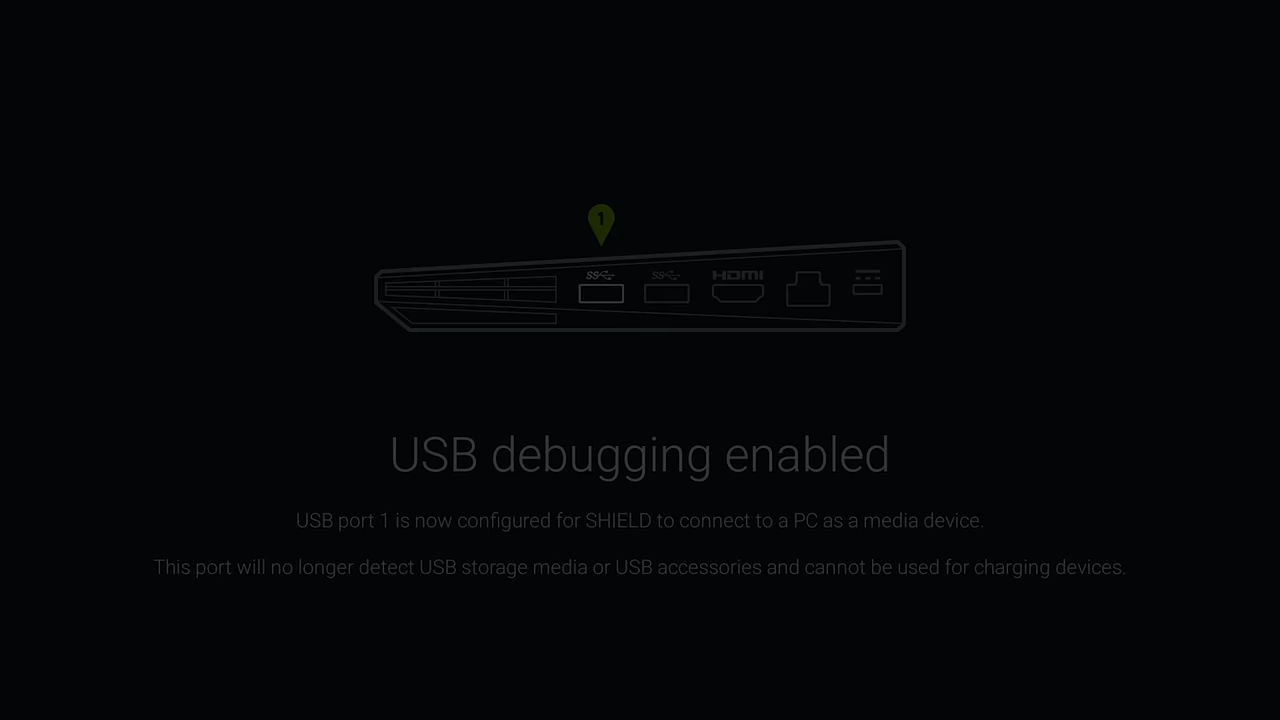 1
SS SS HDMI
USB debugging enabled
USB port 1 is now configured for SHIELD to connect to a PC as a media device.
This port will no longer detect USB storage media or USB accessories and cannot be used for charging devices.